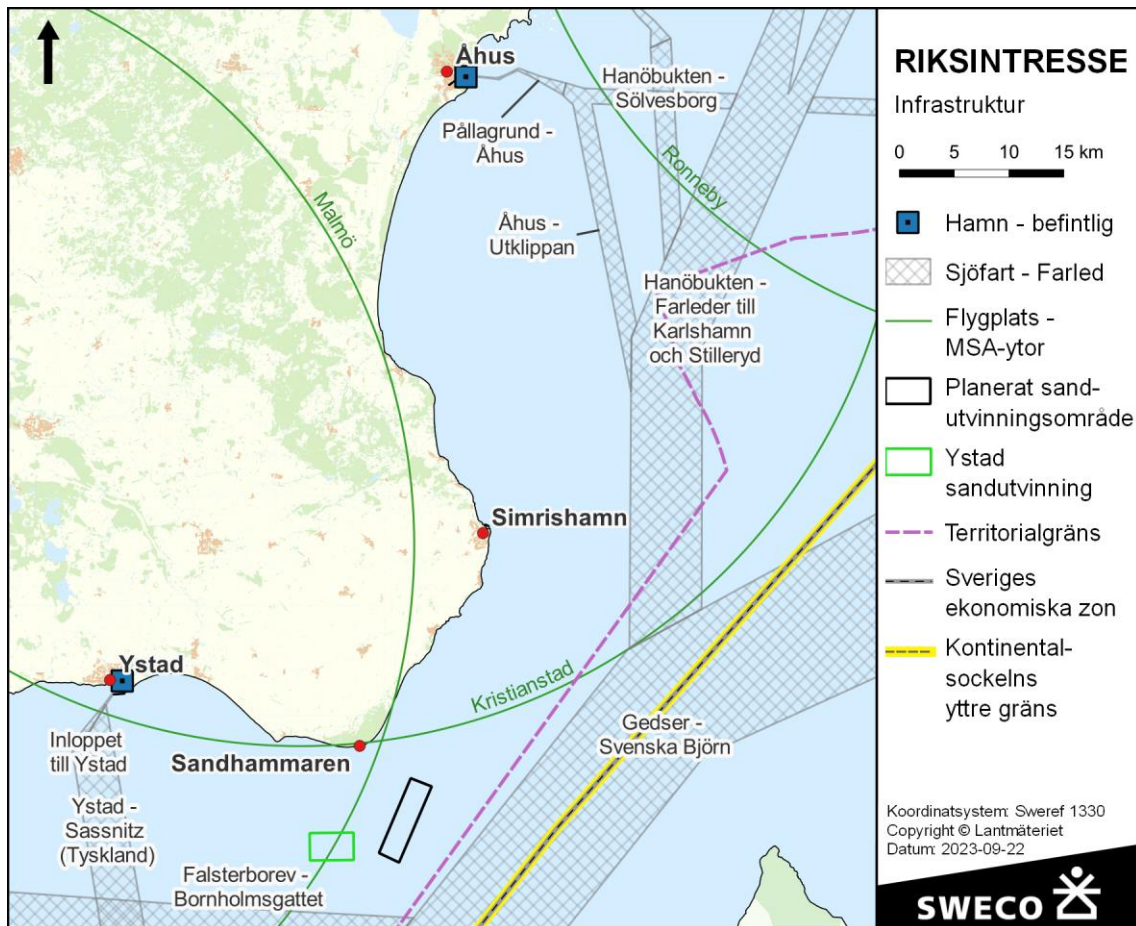 Åhus
Hanöbukten -
Sölvesborg
Pållagrund -
Åhus
Ronneby
Malmö
Åhus -
Utklippan
Hanöbukten -
Farleder till
Karlshamn
och Stilleryd
Simrishamn
Ystad
Kristianstad
Inloppet
till Ystad
Sandhammaren
Gedser -
Svenska Björn
Ystad -
Sassnitz
(Tyskland)
Falsterborev -
Bornholmsgattet
RIKSINTRESSE
Infrastruktur
0 5 10 15 km
Hamn - befintlig
Sjöfart - Farled
Flygplats -
MSA-ytor
Planerat sand-
utvinningsområde
Ystad
sandutvinning
Territorialgräns
Sveriges
ekonomiska zon
Kontinental-
sockelns
yttre gräns
Koordinatsystem: Sweref 1330
Copyright © Lantmäteriet
Datum: 2023-09-22
SWECO